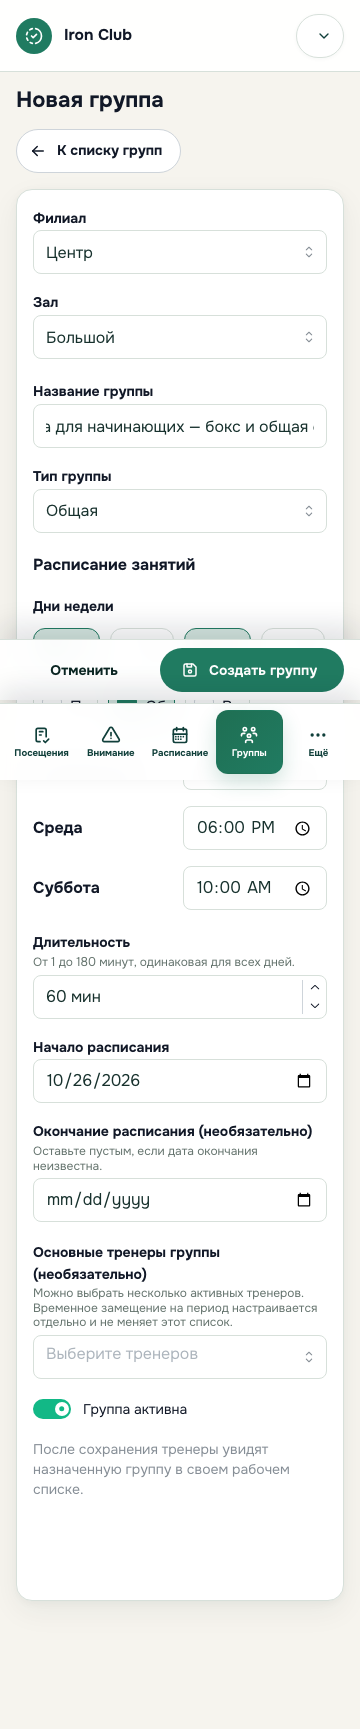 Iron Club
Новая группа
К списку групп
Филиал
Центр
Зал
Большой
Название группы
а для начинающих — бокс и общая
Тип группы
Общая
Расписание занятий
Дни недели
Отменить
Создать группу
Посещения
Внимание
Расписание
Группы
Ещё
Среда
06:00 PM
Суббота
10:00 AM
Длительность
От 1 до 180 минут, одинаковая для всех дней.
60 мин
Начало расписания
10/26/2026
Окончание расписания (необязательно)
Оставьте пустым, если дата окончания
неизвестна.
mm/dd/yyyy
Основные тренеры группы
(необязательно)
Можно выбрать несколько активных тренеров.
Временное замещение на период настраивается
отдельно и не меняет этот список.
Выберите тренеров
Группа активна
После сохранения тренеры увидят
назначенную группу в своем рабочем
списке.